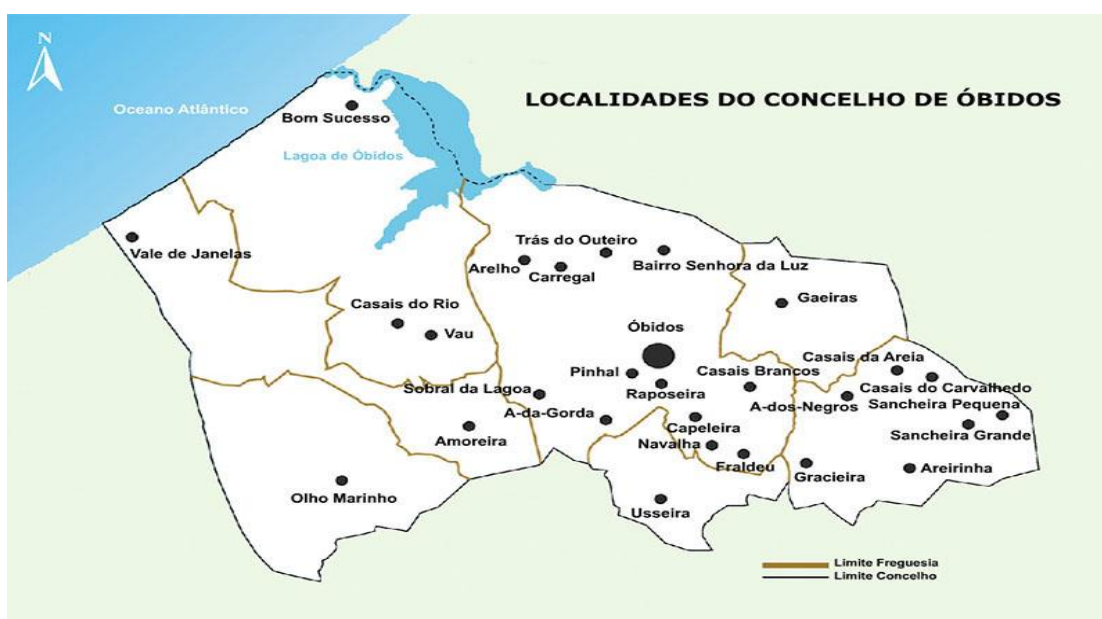 N
LOCALIDADES DO CONCELHO DE ÓBIDOS
Oceano Atlântico
Bom Sucesso
Lagoa de Óbidos
Vale de Janelas
Trás do Outeiro
Arelho
Carregal
Bairro Senhora da Luz
Gaeiras
Casais do Rio
Vau
Óbidos
Casais da Areia
Pinhal
Casais Brancos
Sobral da Lagoa
Raposeira
Casais do Carvalhedo
A-da-Gorda
A-dos-Negros
Sancheira Pequena
Capeleira
Amoreira
Navalha
Sancheira Grande
Fraldeu
Gracieira
Areirinha
Olho Marinho
Usseira
Limite Freguesia
Limite Concelho